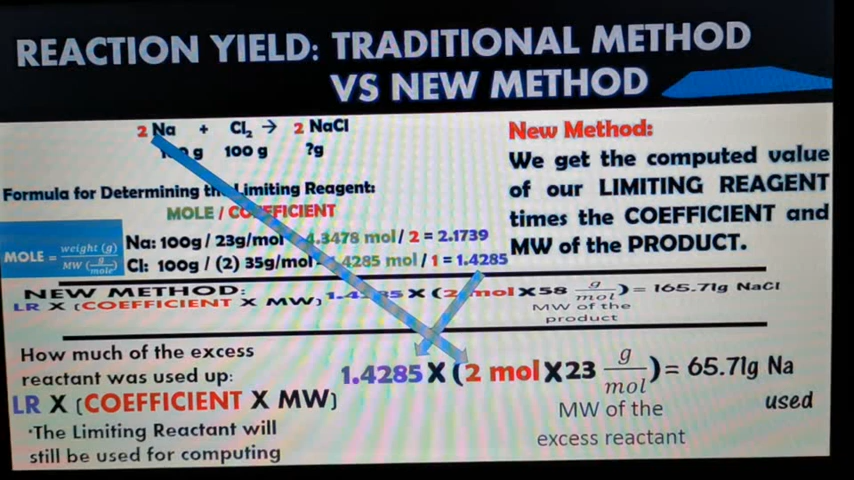 REACTION YIELD: TRADITIONAL METHOD
VS NEW METHOD
2 Na + Cl₂ → 2 NaCl
g 100 g ?g
New Method:
We get the computed value
of our LIMITING REAGENT
times the COEFFICIENT and
MW of the PRODUCT.
Formula for Determining the Limiting Reagent:
MOLE / COEFFICIENT
MOLE = weight (g) / MW (g/mole)
Na: 100g / 23g/mol 4.3478 mol / 2 = 2.1739
Cl: 100g / (2) 35g/mol 1.4285 mol / 1 = 1.4285
NEW METHOD:
LR X (COEFFICIENT X MW) 1.4285 X (2 mol X 58 g/mol) = 165.71g NaCl
MW of the
product
How much of the excess
reactant was used up:
LR X (COEFFICIENT X MW)
1.4285 X (2 mol X 23 g/mol) = 65.71g Na
used
MW of the
excess reactant
·The Limiting Reactant will
still be used for computing